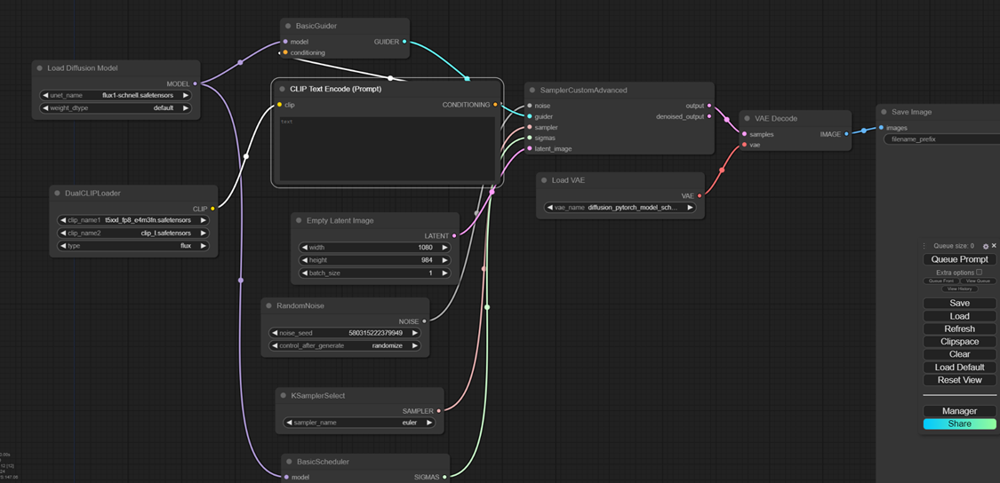 BasicGuider
model
GUIDER
conditioning
Load Diffusion Model
MODEL
unet_name flux1-schnell.safetensors
weight_dtype default
CLIP Text Encode (Prompt)
clip
CONDITIONING
text
SamplerCustomAdvanced
noise output
guider denoised_output
sampler
sigmas
latent_image
VAE Decode
samples IMAGE
vae
Save Image
images
filename_prefix
DualCLIPLoader
CLIP
clip_name1 t5xxl_fp8_e4m3fn.safetensors
clip_name2 clip_l.safetensors
type flux
Load VAE
VAE
vae_name diffusion_pytorch_model_sch...
Empty Latent Image
LATENT
width 1080
height 984
batch_size 1
RandomNoise
NOISE
noise_seed 580315222379949
control_after_generate randomize
KSamplerSelect
SAMPLER
sampler_name euler
BasicScheduler
model SIGMAS
Queue size: 0
Queue Prompt
Extra options
Queue Front View Queue
View History
Save
Load
Refresh
Clipspace
Clear
Load Default
Reset View
Manager
Share